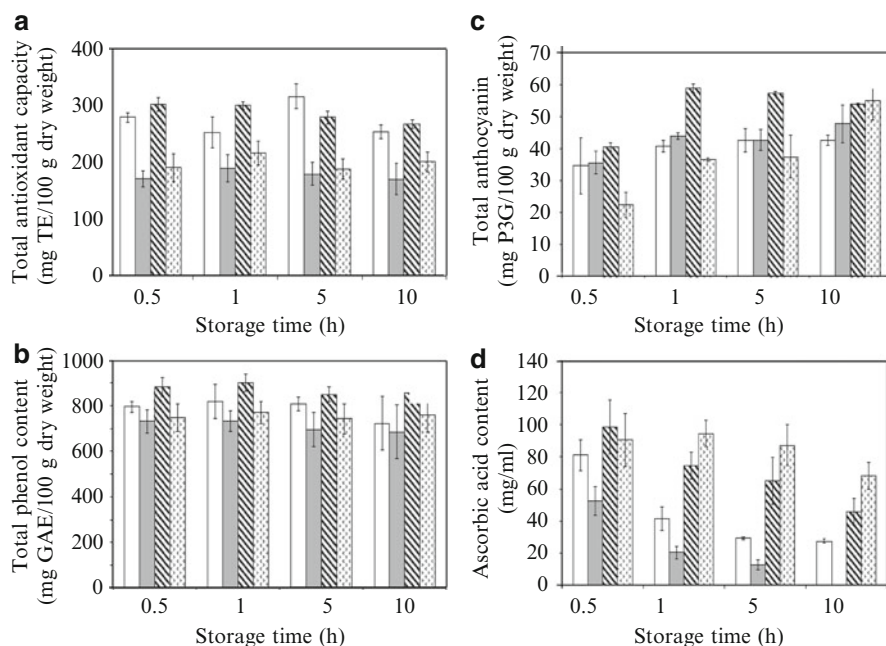 a
Total antioxidant capacity
(mg TE/100 g dry weight)
400
300
200
100
0
0.5 1 5 10
Storage time (h)
b
Total phenol content
(mg GAE/100 g dry weight)
1000
800
600
400
200
0
0.5 1 5 10
Storage time (h)
c
Total anthocyanin
(mg P3G/100 g dry weight)
70
60
50
40
30
20
10
0
0.5 1 5 10
Storage time (h)
d
Ascorbic acid content
(mg/ml)
140
120
100
80
60
40
20
0
0.5 1 5 10
Storage time (h)